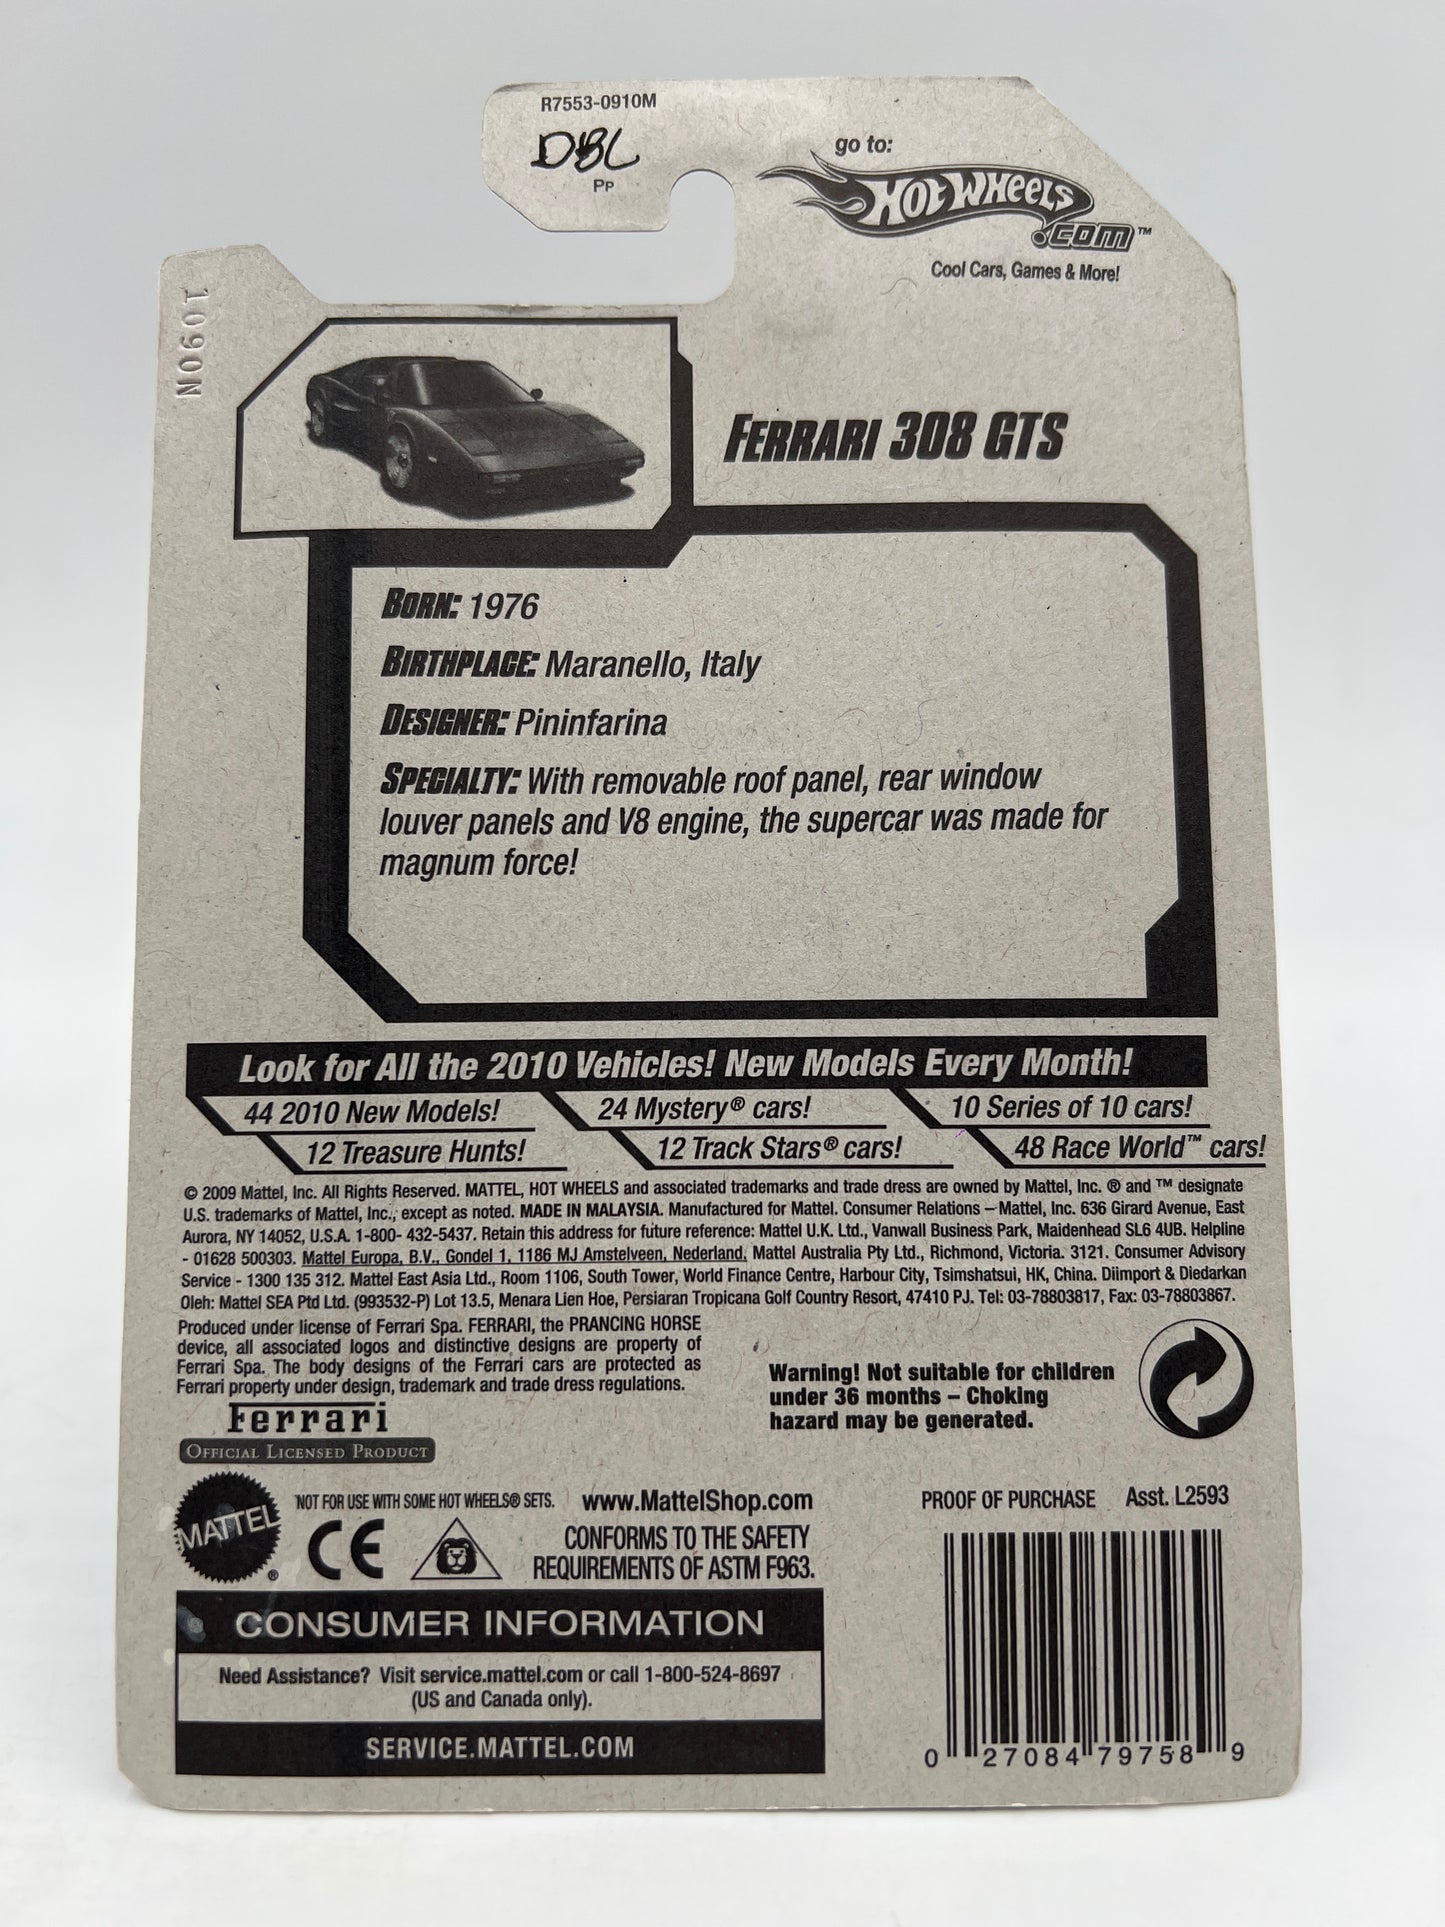 R7553-0910M
DBL
PP
go to:
HOT WHEELS
.COM™
Cool Cars, Games & More!
1090N
FERRARI 308 GTS
BORN: 1976
BIRTHPLACE: Maranello, Italy
DESIGNER: Pininfarina
SPECIALTY: With removable roof panel, rear window
louver panels and V8 engine, the supercar was made for
magnum force!
Look for All the 2010 Vehicles! New Models Every Month!
44 2010 New Models! 24 Mystery® cars! 10 Series of 10 cars!
12 Treasure Hunts! 12 Track Stars® cars! 48 Race World™ cars!
© 2009 Mattel, Inc. All Rights Reserved. MATTEL, HOT WHEELS and associated trademarks and trade dress are owned by Mattel, Inc. ® and ™ designate
U.S. trademarks of Mattel, Inc., except as noted. MADE IN MALAYSIA. Manufactured for Mattel. Consumer Relations – Mattel, Inc. 636 Girard Avenue, East
Aurora, NY 14052, U.S.A. 1-800- 432-5437. Retain this address for future reference: Mattel U.K. Ltd., Vanwall Business Park, Maidenhead SL6 4UB. Helpline
- 01628 500303. Mattel Europa, B.V., Gondel 1, 1186 MJ Amstelveen, Nederland. Mattel Australia Pty Ltd., Richmond, Victoria. 3121. Consumer Advisory
Service - 1300 135 312. Mattel East Asia Ltd., Room 1106, South Tower, World Finance Centre, Harbour City, Tsimshatsui, HK, China. Diimport & Diedarkan
Oleh: Mattel SEA Ptd Ltd. (993532-P) Lot 13.5, Menara Lien Hoe, Persiaran Tropicana Golf Country Resort, 47410 PJ. Tel: 03-78803817, Fax: 03-78803867.
Produced under license of Ferrari Spa. FERRARI, the PRANCING HORSE
device, all associated logos and distinctive designs are property of
Ferrari Spa. The body designs of the Ferrari cars are protected as
Ferrari property under design, trademark and trade dress regulations.
Ferrari
OFFICIAL LICENSED PRODUCT
Warning! Not suitable for children
under 36 months – Choking
hazard may be generated.
MATTEL®
NOT FOR USE WITH SOME HOT WHEELS® SETS. www.MattelShop.com
CE
CONFORMS TO THE SAFETY
REQUIREMENTS OF ASTM F963.
PROOF OF PURCHASE Asst. L2593
CONSUMER INFORMATION
Need Assistance? Visit service.mattel.com or call 1-800-524-8697
(US and Canada only).
SERVICE.MATTEL.COM
0 27084 79758 9